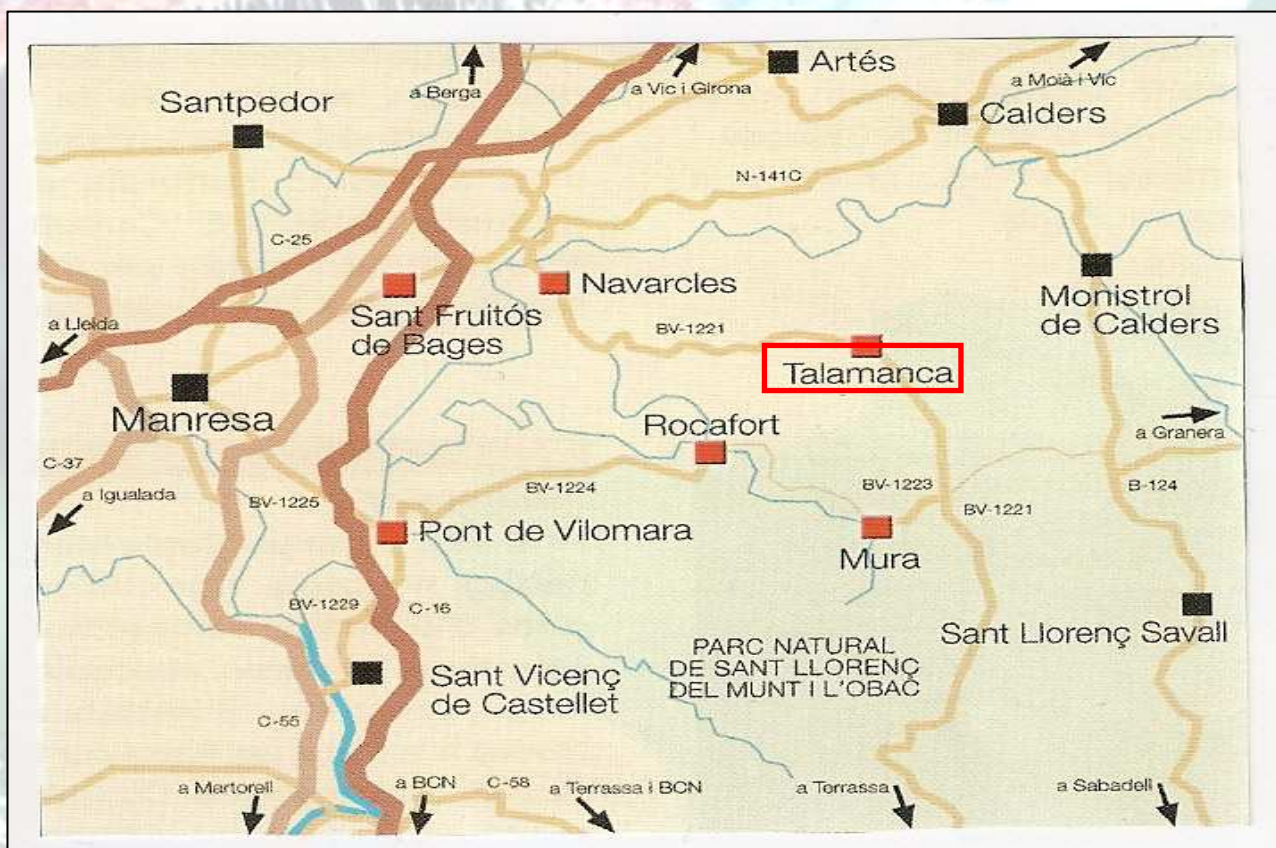 Artés
a Berga
a Vic i Girona
a Moià i Vic
Santpedor
Calders
N-141C
C-25
Navarcles
Sant Fruitós
de Bages
Monistrol
de Calders
a Lleida
BV-1221
Talamanca
Manresa
Rocafort
a Granera
C-37
a Igualada
BV-1225
BV-1224
BV-1223
B-124
BV-1221
Pont de Vilomara
Mura
BV-1229
C-16
Sant Llorenç Savall
PARC NATURAL
DE SANT LLORENÇ
DEL MUNT I L'OBAC
Sant Vicenç
de Castellet
C-55
a Martorell
a BCN
C-58
a Terrassa i BCN
a Terrassa
a Sabadell